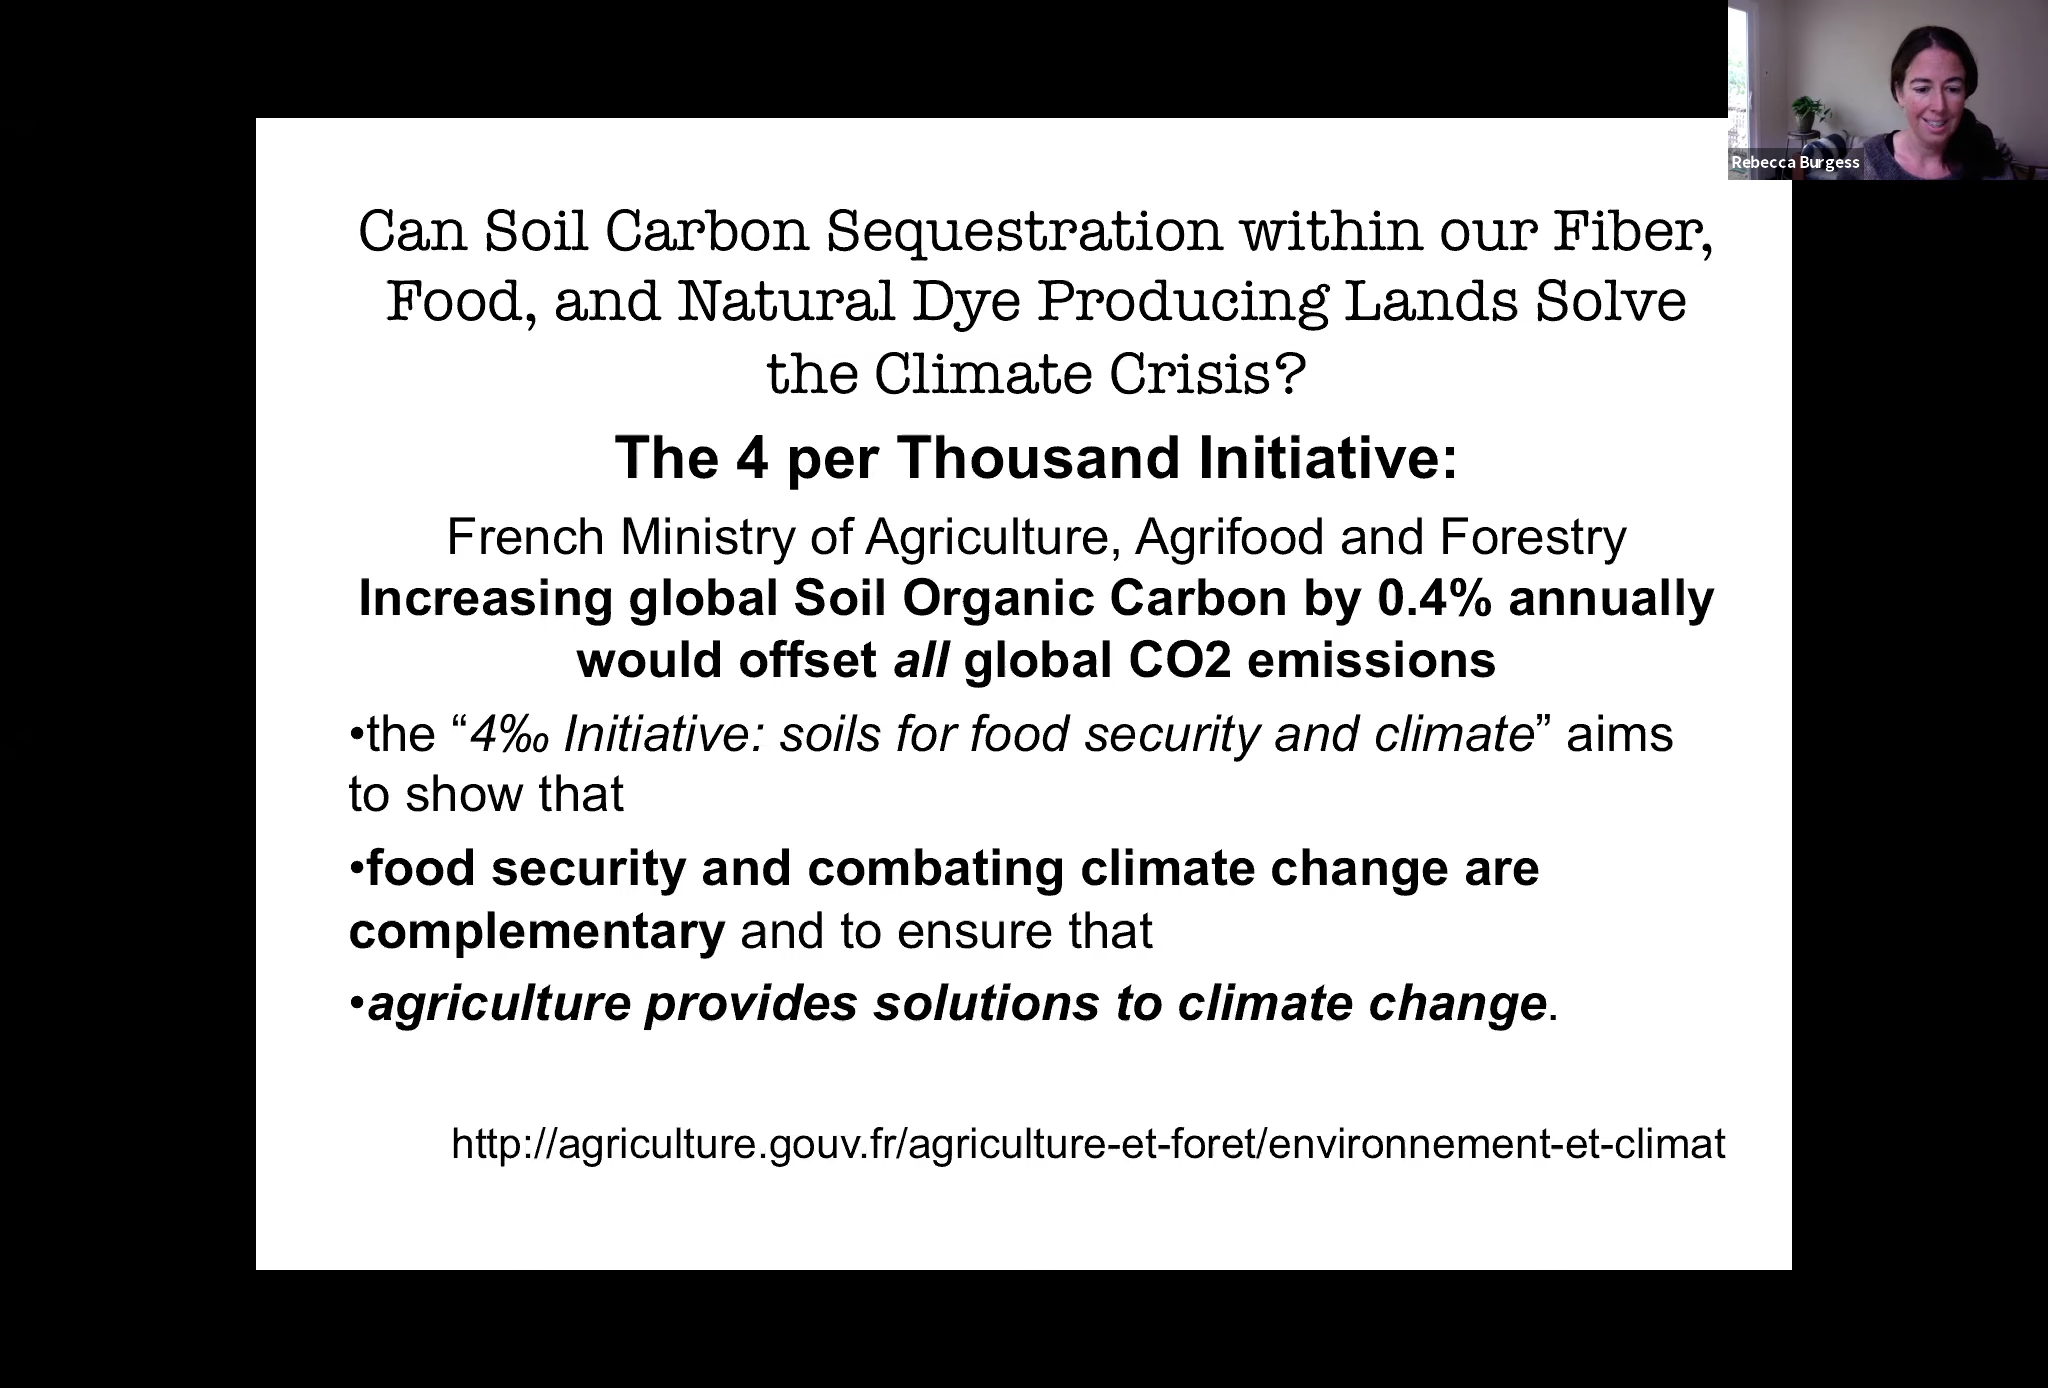 Rebecca Burgess
Can Soil Carbon Sequestration within our Fiber,
Food, and Natural Dye Producing Lands Solve
the Climate Crisis?
The 4 per Thousand Initiative:
French Ministry of Agriculture, Agrifood and Forestry
Increasing global Soil Organic Carbon by 0.4% annually
would offset all global CO2 emissions
•the “4‰ Initiative: soils for food security and climate” aims
to show that
•food security and combating climate change are
complementary and to ensure that
•agriculture provides solutions to climate change.
http://agriculture.gouv.fr/agriculture-et-foret/environnement-et-climat